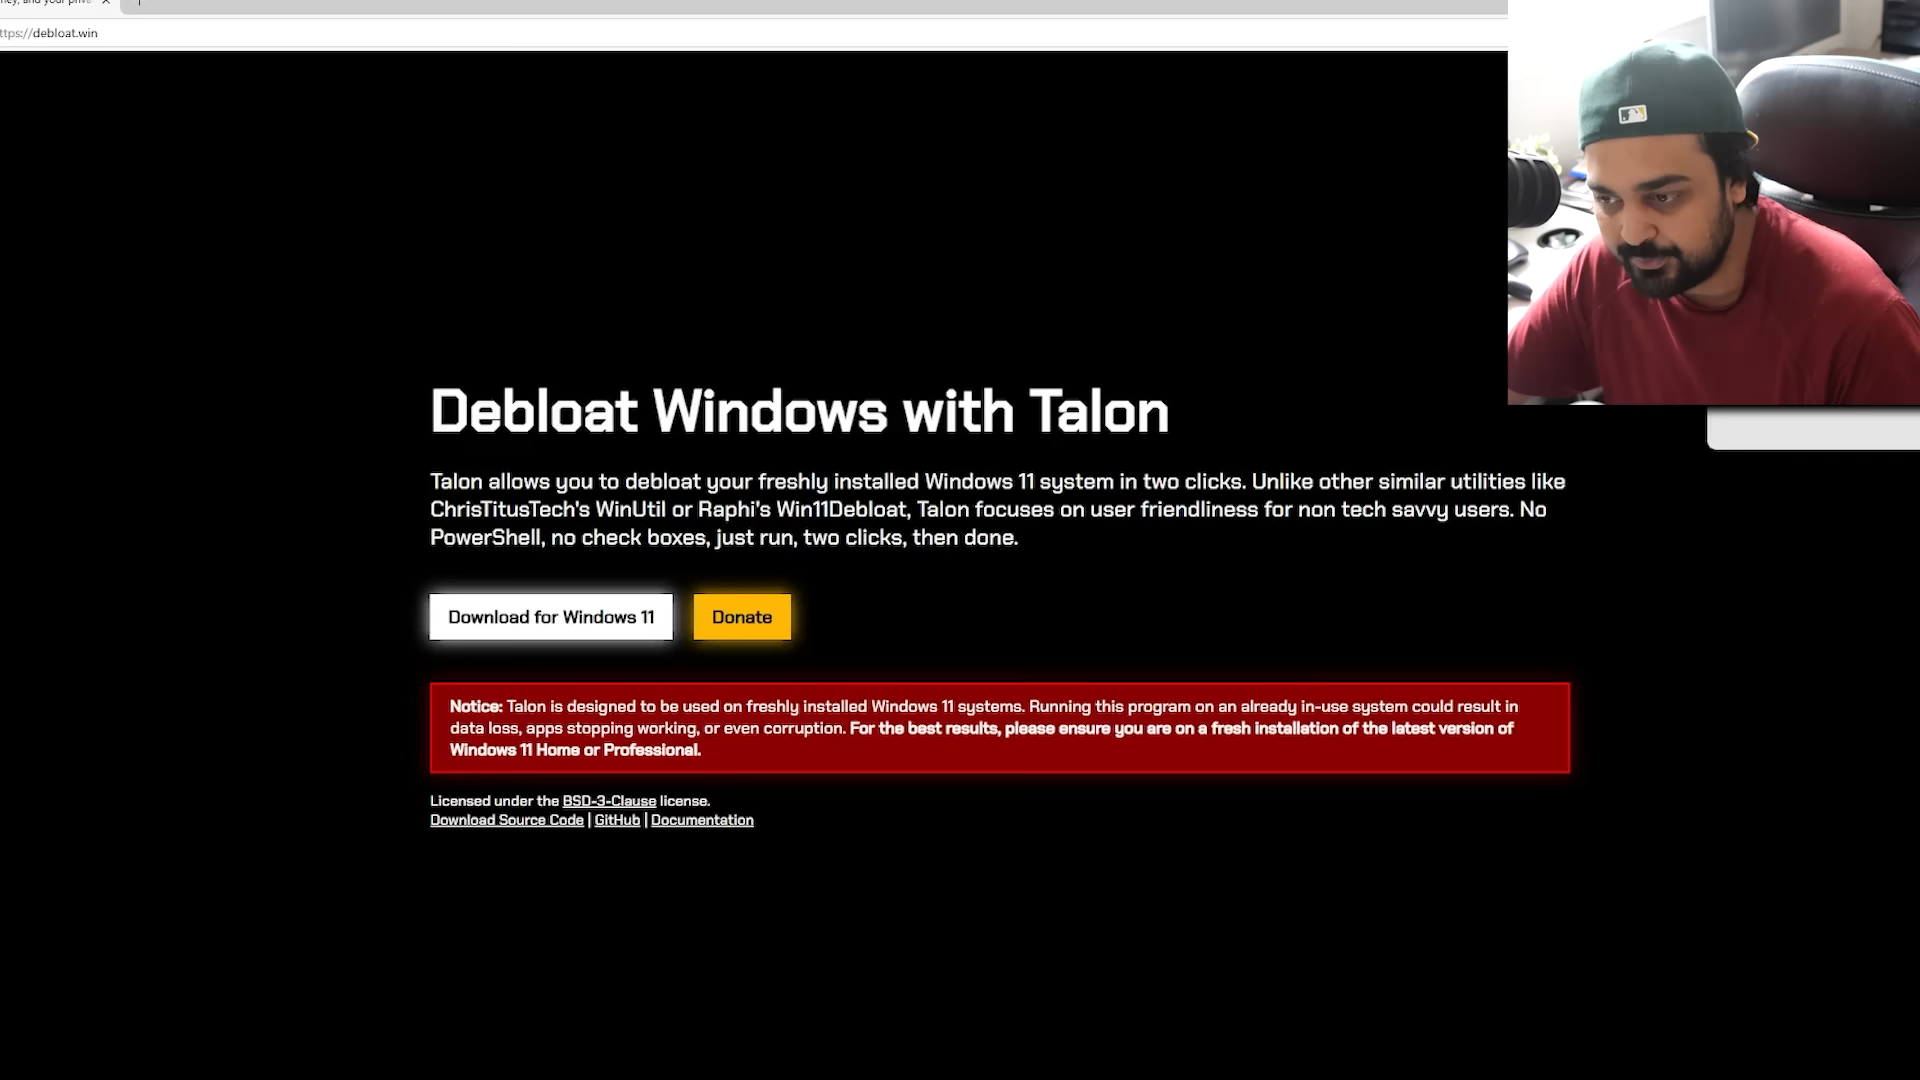 ttps://debloat.win
Debloat Windows with Talon
Talon allows you to debloat your freshly installed Windows 11 system in two clicks. Unlike other similar utilities like
ChrisTitusTech's WinUtil or Raphi's Win11Debloat, Talon focuses on user friendliness for non tech savvy users. No
PowerShell, no check boxes, just run, two clicks, then done.
Download for Windows 11
Donate
Notice: Talon is designed to be used on freshly installed Windows 11 systems. Running this program on an already in-use system could result in
data loss, apps stopping working, or even corruption. For the best results, please ensure you are on a fresh installation of the latest version of
Windows 11 Home or Professional.
Licensed under the BSD-3-Clause license.
Download Source Code | GitHub | Documentation